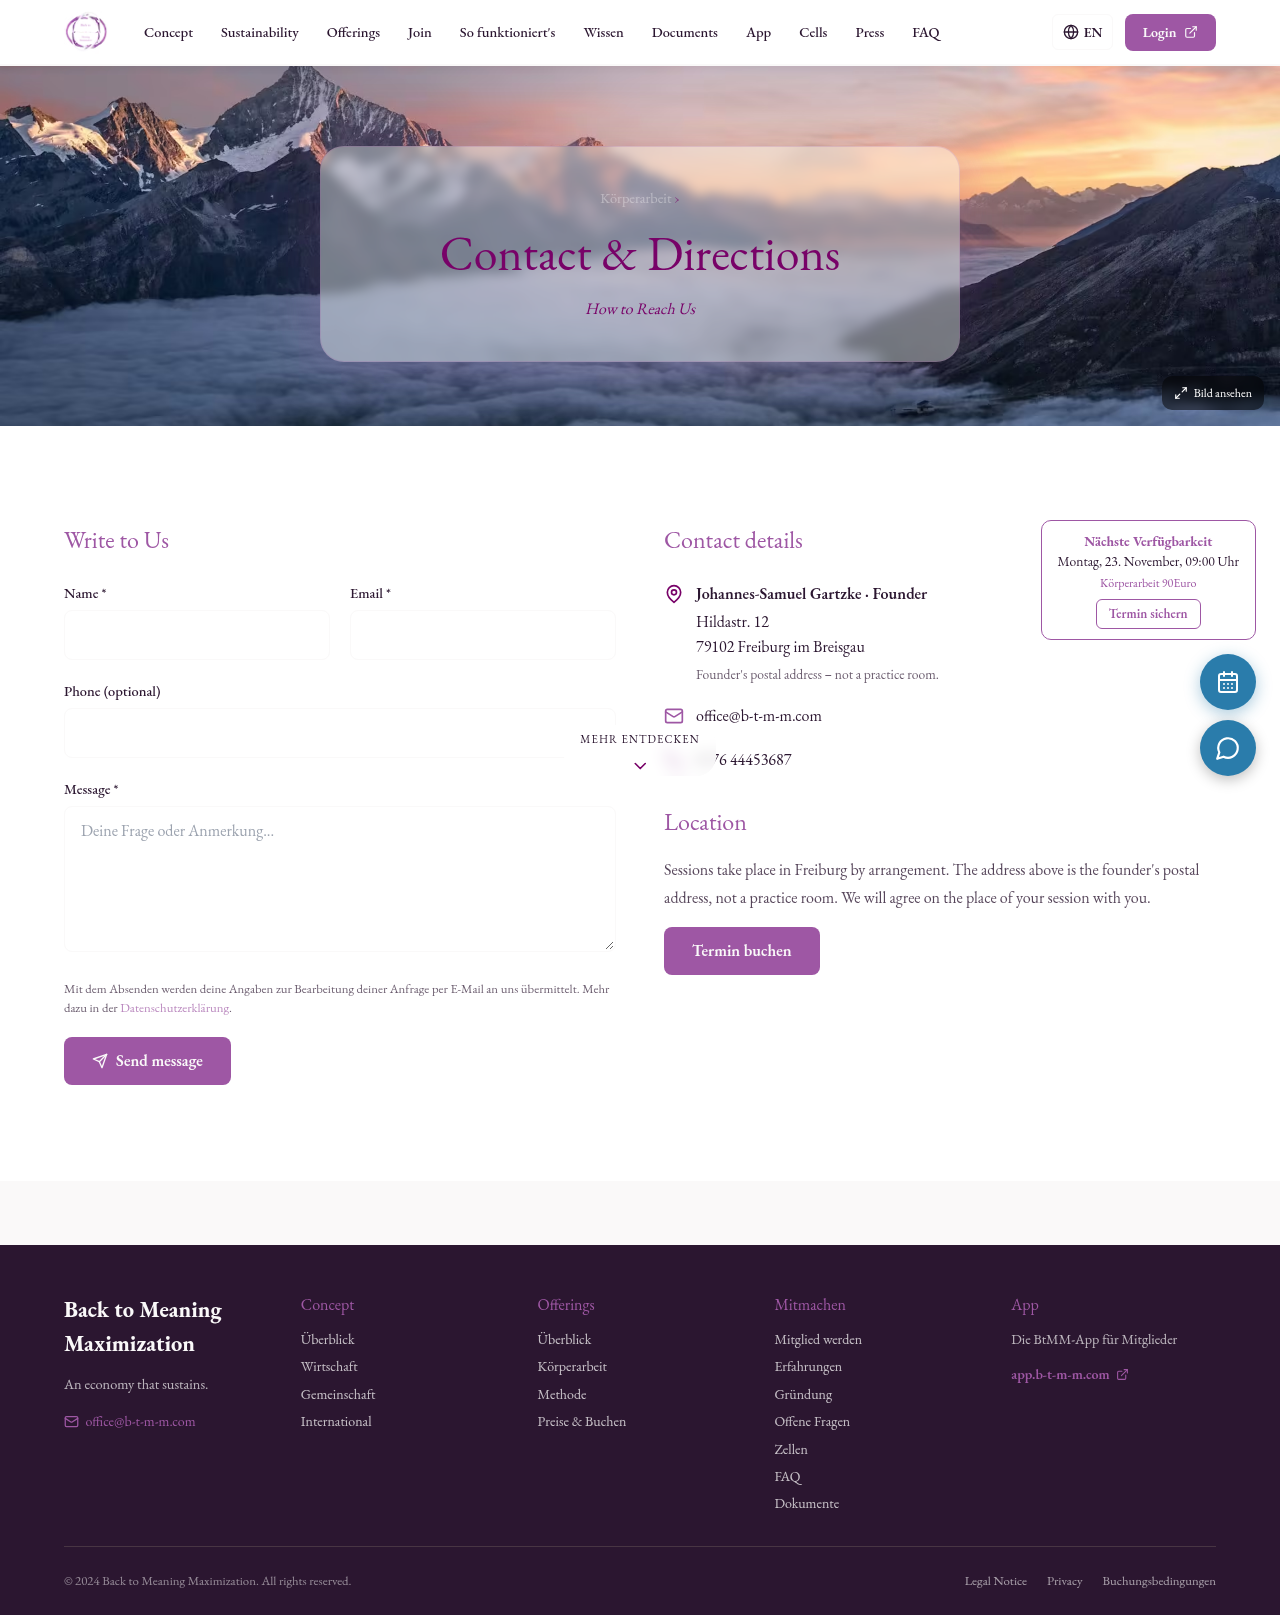 Concept
Sustainability
Offerings
Join
So funktioniert's
Wissen
Documents
App
Cells
Press
FAQ
EN
Login
Körperarbeit ›
Contact & Directions
How to Reach Us
Bild ansehen
Write to Us
Name *
Email *
Phone (optional)
Message *
Deine Frage oder Anmerkung...
Mit dem Absenden werden deine Angaben zur Bearbeitung deiner Anfrage per E-Mail an uns übermittelt. Mehr
dazu in der Datenschutzerklärung.
Send message
MEHR ENTDECKEN
Contact details
Johannes-Samuel Gartzke · Founder
Hildastr. 12
79102 Freiburg im Breisgau
Founder's postal address – not a practice room.
office@b-t-m-m.com
44453687
Location
Sessions take place in Freiburg by arrangement. The address above is the founder's postal
address, not a practice room. We will agree on the place of your session with you.
Termin buchen
Nächste Verfügbarkeit
Montag, 23. November, 09:00 Uhr
Körperarbeit 90Euro
Termin sichern
Back to Meaning
Maximization
An economy that sustains.
office@b-t-m-m.com
Concept
Überblick
Wirtschaft
Gemeinschaft
International
Offerings
Überblick
Körperarbeit
Methode
Preise & Buchen
Mitmachen
Mitglied werden
Erfahrungen
Gründung
Offene Fragen
Zellen
FAQ
Dokumente
App
Die BtMM-App für Mitglieder
app.b-t-m-m.com
© 2024 Back to Meaning Maximization. All rights reserved.
Legal Notice
Privacy
Buchungsbedingungen